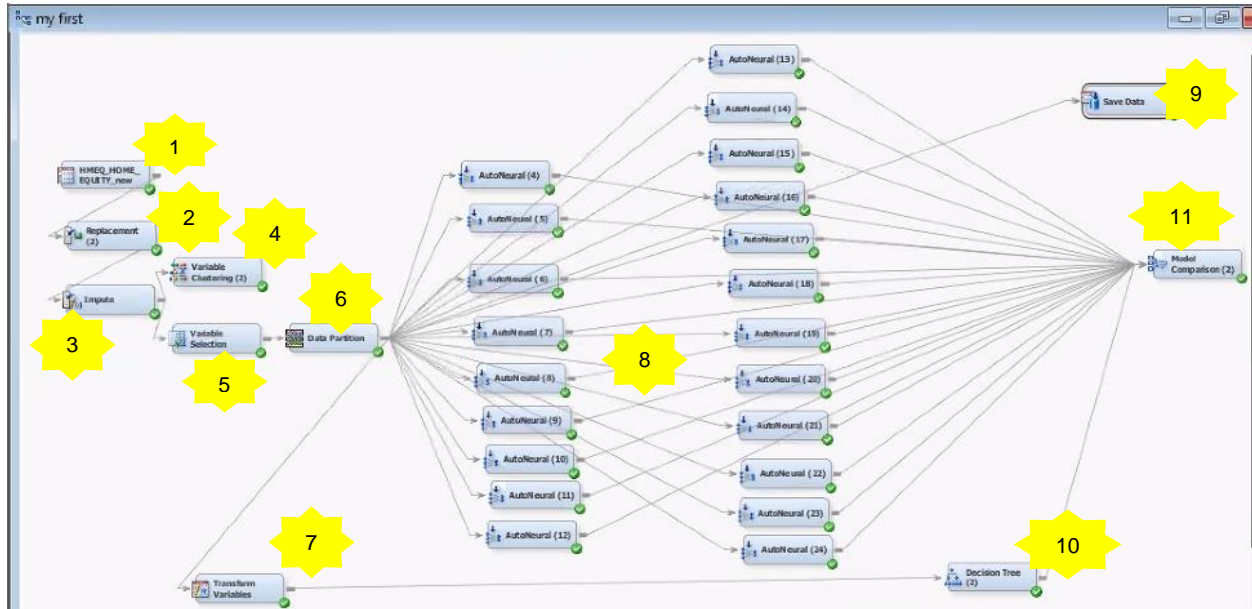 my first
1
HMEQ_HOME_
EQUITY_new
2
Replacement
(2)
4
Variable
Clustering (2)
Impute
3
Variable
Selection
5
6
Data Partition
7
Transform
Variables
AutoNeural (4)
AutoNeural (5)
AutoNeural (6)
AutoNeural (7)
AutoNeural (8)
AutoNeural (9)
AutoNeural (10)
AutoNeural (11)
AutoNeural (12)
8
AutoNeural (13)
AutoNeural (14)
AutoNeural (15)
AutoNeural (16)
AutoNeural (17)
AutoNeural (18)
AutoNeural (19)
AutoNeural (20)
AutoNeural (21)
AutoNeural (22)
AutoNeural (23)
AutoNeural (24)
Save Data
9
11
Model
Comparison (2)
10
Decision Tree
(2)